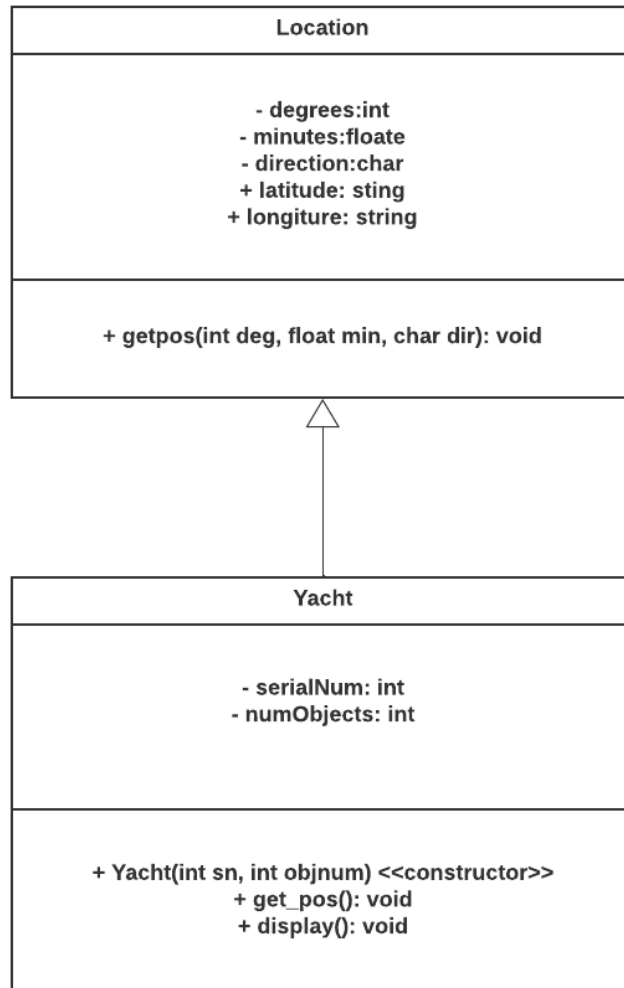 Location
- degrees:int
- minutes:floate
- direction:char
+ latitude: sting
+ longiture: string
+ getpos(int deg, float min, char dir): void
Yacht
- serialNum: int
- numObjects: int
+ Yacht(int sn, int objnum) <<constructor>>
+ get_pos(): void
+ display(): void